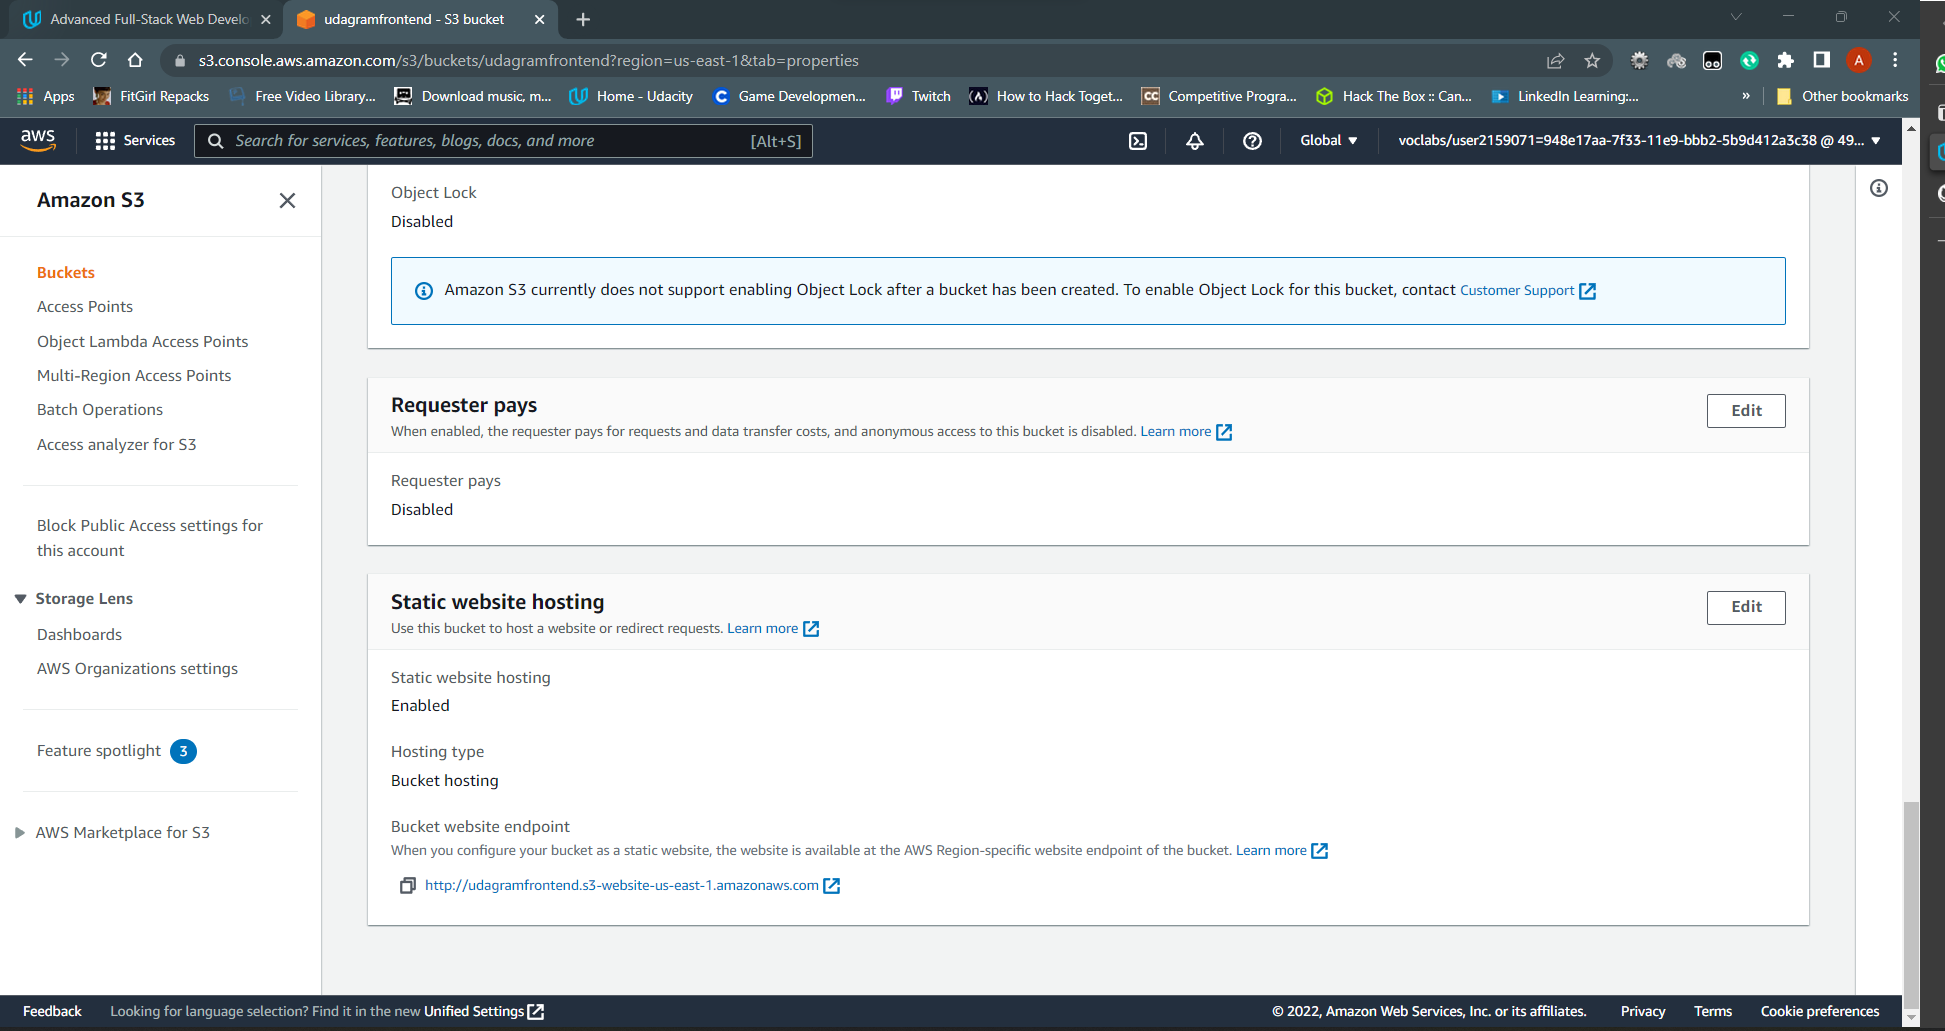 Advanced Full-Stack Web Develo
udagramfrontend - S3 bucket
s3.console.aws.amazon.com/s3/buckets/udagramfrontend?region=us-east-1&tab=properties
A
Apps
FitGirl Repacks
Free Video Library...
Download music, m...
Home - Udacity
Game Developmen...
Twitch
How to Hack Toget...
CC
Competitive Progra...
Hack The Box :: Can...
LinkedIn Learning:...
»
Other bookmarks
aws
Services
Search for services, features, blogs, docs, and more
[Alt+S]
Global
voclabs/user2159071=948e17aa-7f33-11e9-bbb2-5b9d412a3c38 @ 49...
Amazon S3
Buckets
Access Points
Object Lambda Access Points
Multi-Region Access Points
Batch Operations
Access analyzer for S3
Block Public Access settings for
this account
Storage Lens
Dashboards
AWS Organizations settings
Feature spotlight 3
AWS Marketplace for S3
Object Lock
Disabled
Amazon S3 currently does not support enabling Object Lock after a bucket has been created. To enable Object Lock for this bucket, contact Customer Support
Requester pays
Edit
When enabled, the requester pays for requests and data transfer costs, and anonymous access to this bucket is disabled. Learn more
Requester pays
Disabled
Static website hosting
Edit
Use this bucket to host a website or redirect requests. Learn more
Static website hosting
Enabled
Hosting type
Bucket hosting
Bucket website endpoint
When you configure your bucket as a static website, the website is available at the AWS Region-specific website endpoint of the bucket. Learn more
http://udagramfrontend.s3-website-us-east-1.amazonaws.com
Feedback
Looking for language selection? Find it in the new Unified Settings
© 2022, Amazon Web Services, Inc. or its affiliates.
Privacy
Terms
Cookie preferences